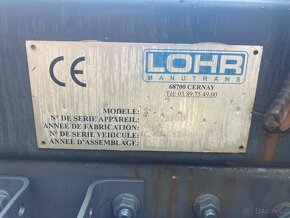 CE
LOHR
MANUTRANS
68700 CERNAY
Tél: 03.89.75.49.00
MODELE:
N° DE SERIE APPAREIL:
ANNEE DE FABRICATION:
N° DE SERIE VEHICULE:
ANNEE D'ASSEMBLAGE: